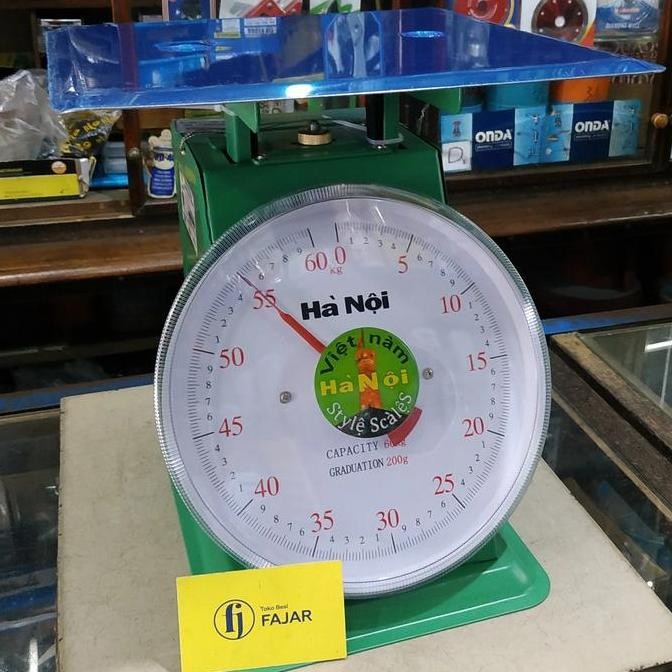 ONDA
ONDA
60 0
KG
5
10
15
20
25
30
35
40
45
50
55
Hà Nội
Việt nam
Hà Nội
Style Scales
CAPACITY 60kg
GRADUATION 200g
fj
Toko Besi
FAJAR